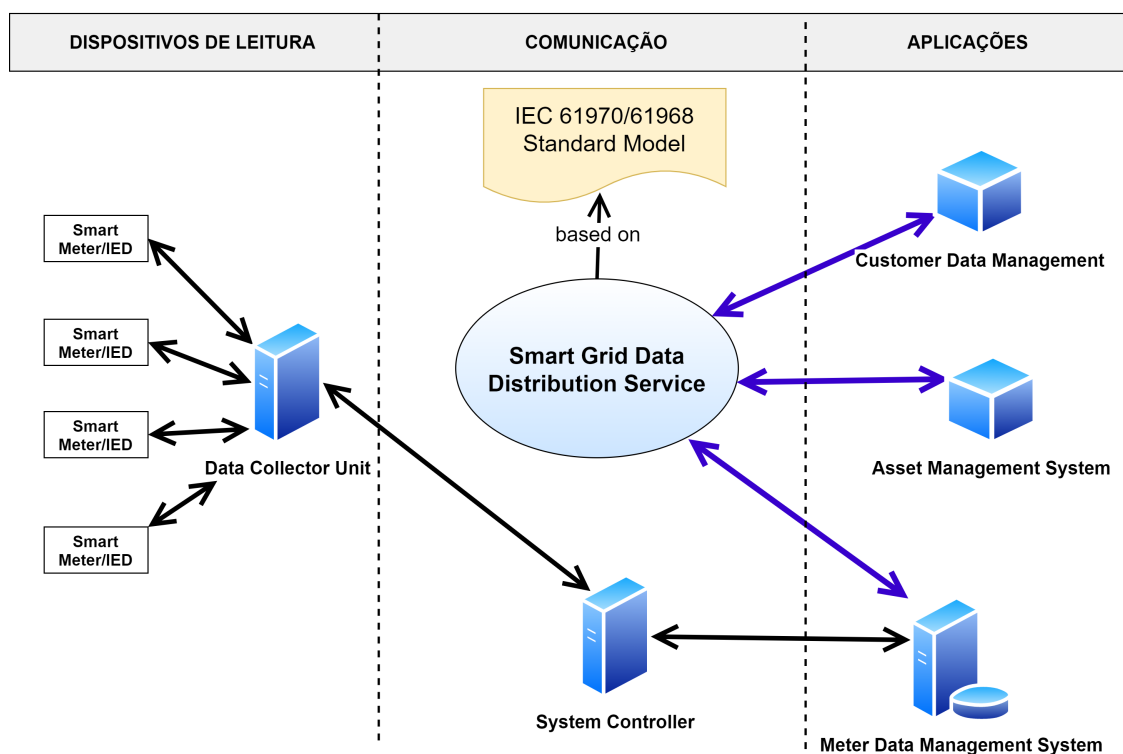 DISPOSITIVOS DE LEITURA
COMUNICAÇÃO
APLICAÇÕES
IEC 61970/61968
Standard Model
based on
Smart Grid Data
Distribution Service
Smart
Meter/IED
Smart
Meter/IED
Smart
Meter/IED
Smart
Meter/IED
Data Collector Unit
System Controller
Customer Data Management
Asset Management System
Meter Data Management System